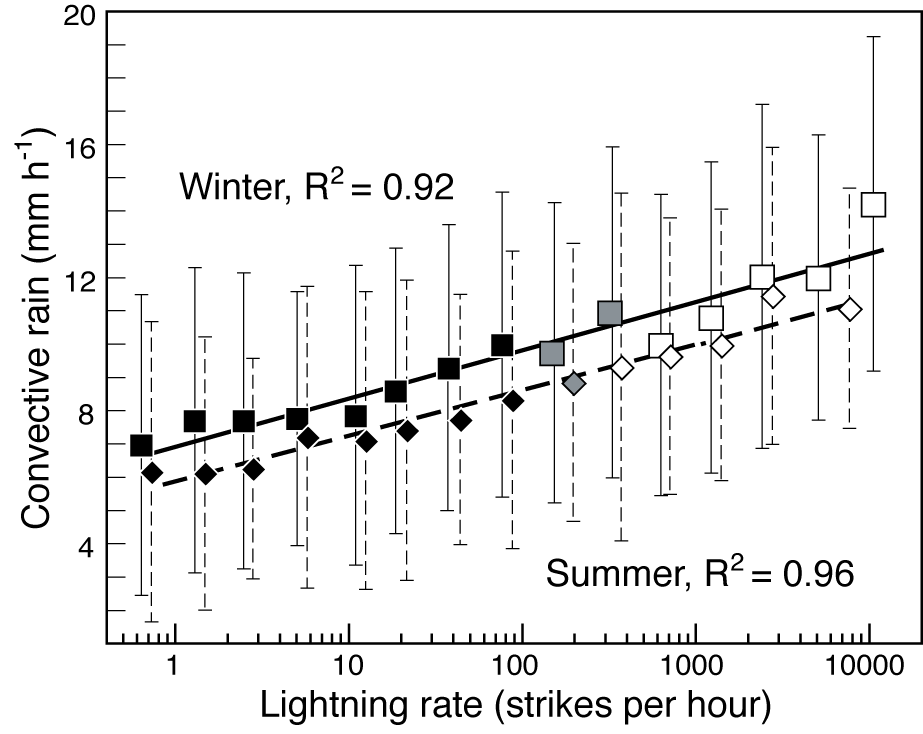 20
16
12
8
4
Convective rain (mm h-1)
Winter, R2 = 0.92
Summer, R2 = 0.96
1 10 100 1000 10000
Lightning rate (strikes per hour)